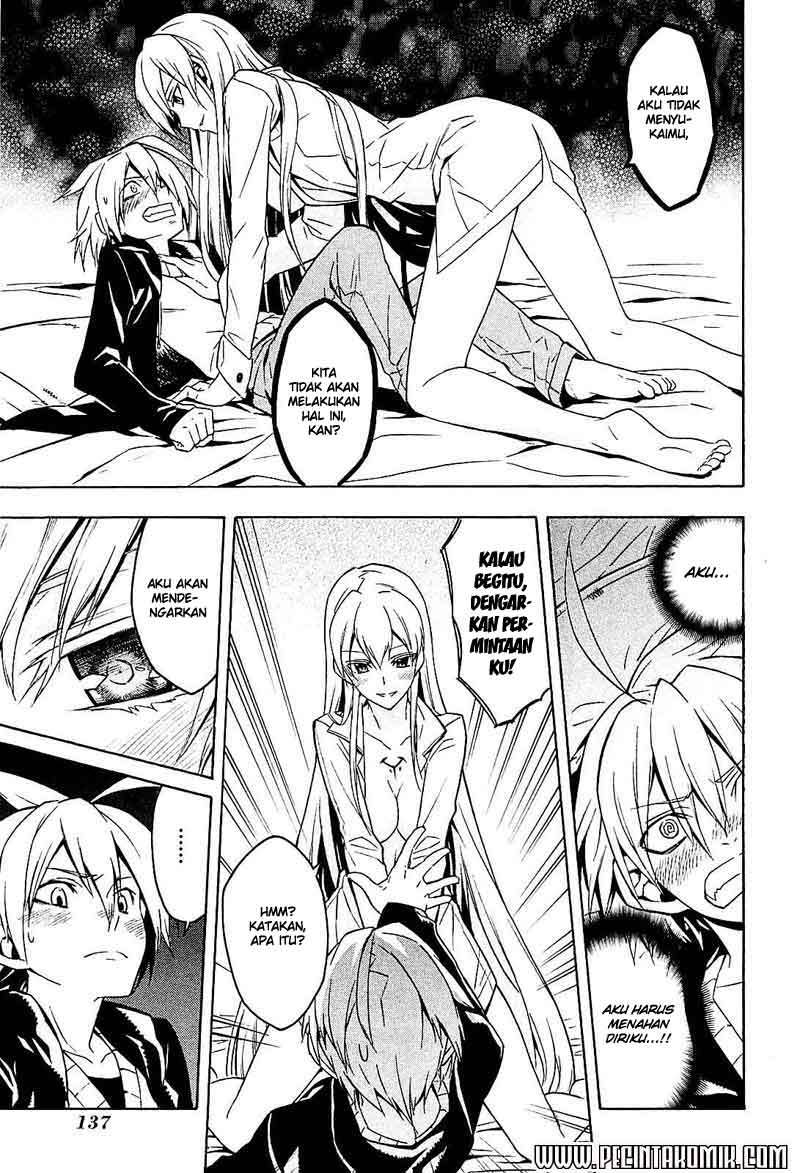 KALAU
AKU TIDAK
MENYU-
KAIMU,
KITA
TIDAK AKAN
MELAKUKAN
HAL INI,
KAN?
AKU...
AKU HARUS
MENAHAN
DIRIKU...!!
KALAU
BEGITU,
DENGAR-
KAN PER-
MINTAAN
KU!
HMM?
KATAKAN,
APA ITU?
AKU AKAN
MENDE-
NGARKAN
......
137
WWW.PECINTAKOMIK.COM